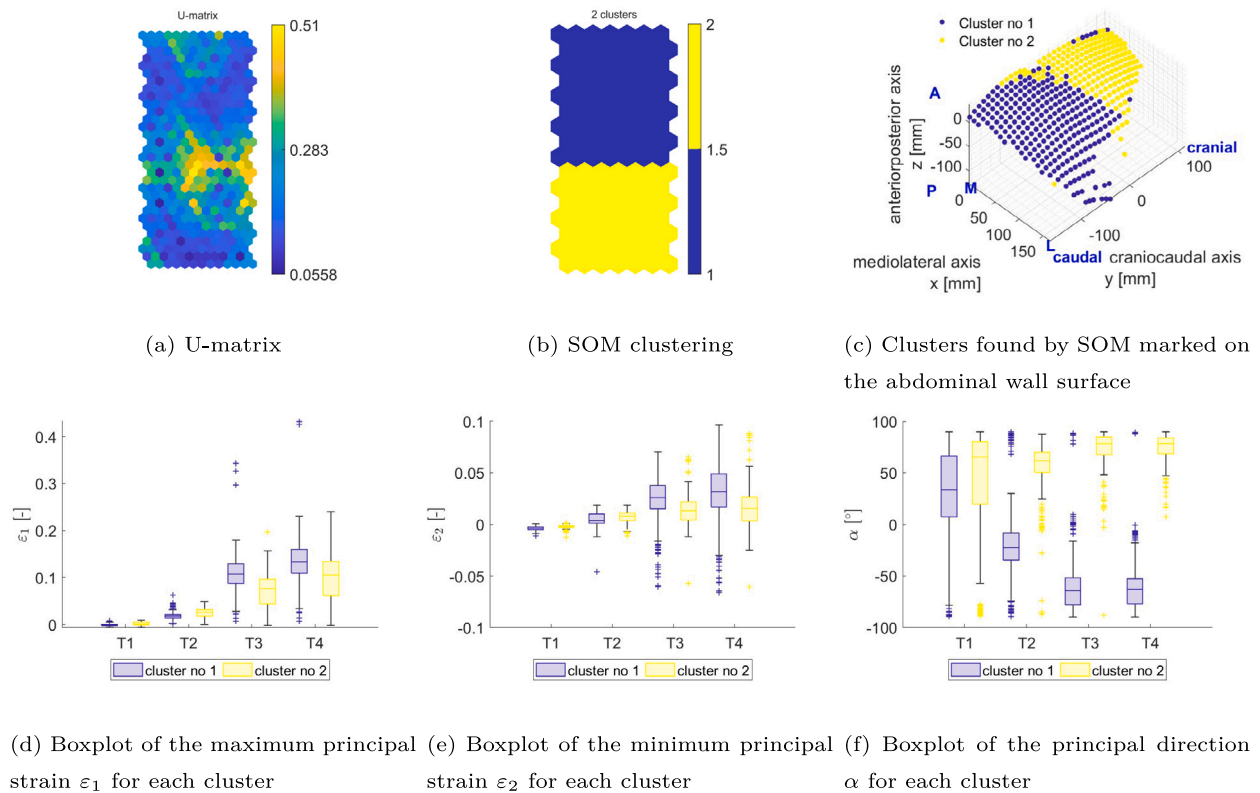 U-matrix
0.51
0.283
0.0558
2 clusters
2
1.5
1
Cluster no 1
Cluster no 2
A
P
M
L
caudal
cranial
anteriorposterior axis
z [mm]
0
-50
-100
0
50
100
150
mediolateral axis
x [mm]
-100
0
100
craniocaudal axis
y [mm]
(a) U-matrix
(b) SOM clustering
(c) Clusters found by SOM marked on
the abdominal wall surface
0.4
0.3
0.2
0.1
0
ε1 [-]
T1 T2 T3 T4
cluster no 1 cluster no 2
0.1
0.05
0
-0.05
-0.1
ε2 [-]
T1 T2 T3 T4
cluster no 1 cluster no 2
100
50
0
-50
-100
α [°]
T1 T2 T3 T4
cluster no 1 cluster no 2
(d) Boxplot of the maximum principal
strain ε1 for each cluster
(e) Boxplot of the minimum principal
strain ε2 for each cluster
(f) Boxplot of the principal direction
α for each cluster